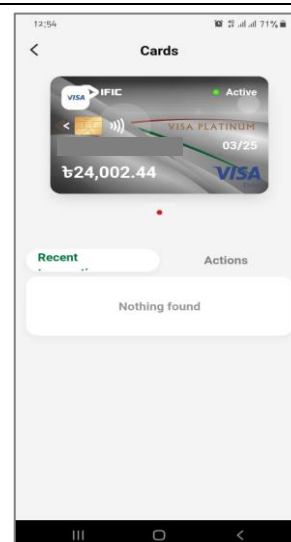 12:54 71%
Cards
VISA IFIC Active
VISA PLATINUM
03/25
৳24,002.44 VISA
Recent Actions
Nothing found